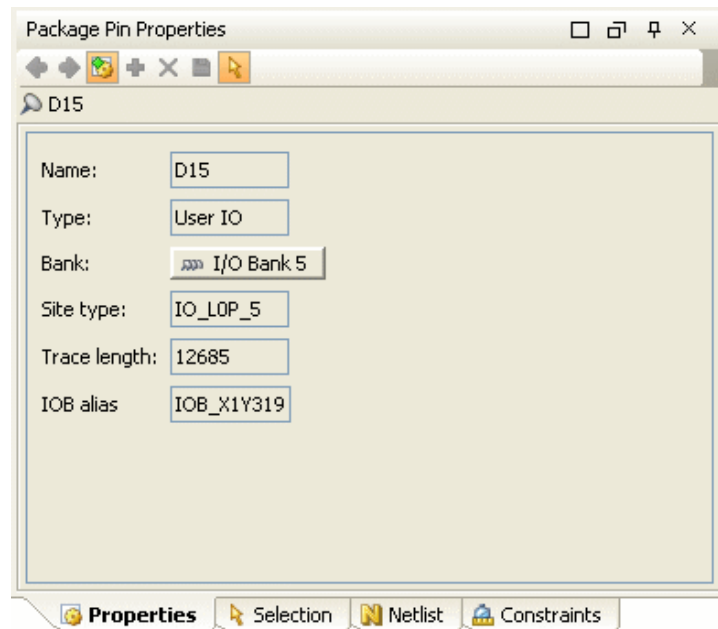 Package Pin Properties
D15
Name: D15
Type: User IO
Bank: I/O Bank 5
Site type: IO_L0P_5
Trace length: 12685
IOB alias IOB_X1Y319
Properties Selection Netlist Constraints